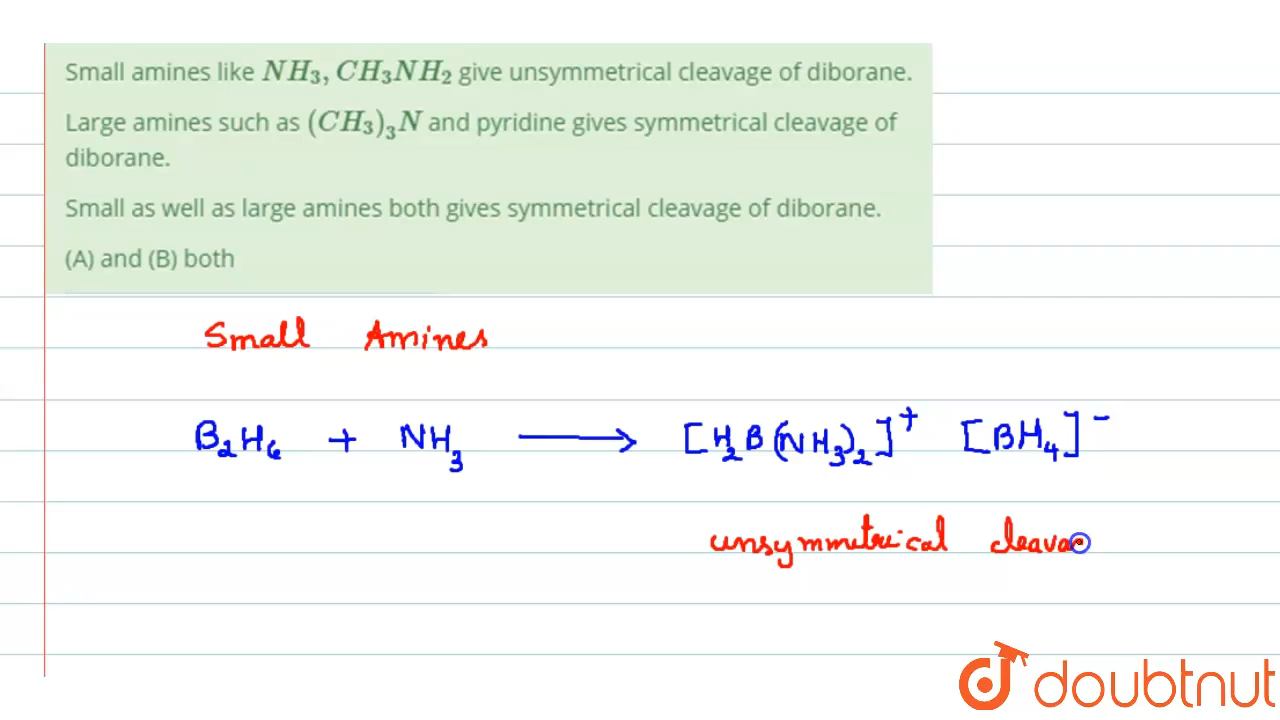 Small amines like NH₃, CH₃NH₂ give unsymmetrical cleavage of diborane.
Large amines such as (CH₃)₃N and pyridine gives symmetrical cleavage of
diborane.
Small as well as large amines both gives symmetrical cleavage of diborane.
(A) and (B) both
Small Amines
B₂H₆ + NH₃ ⟶ [H₂B(NH₃)₂]⁺ [BH₄]⁻
unsymmetrical cleava
doubtnut